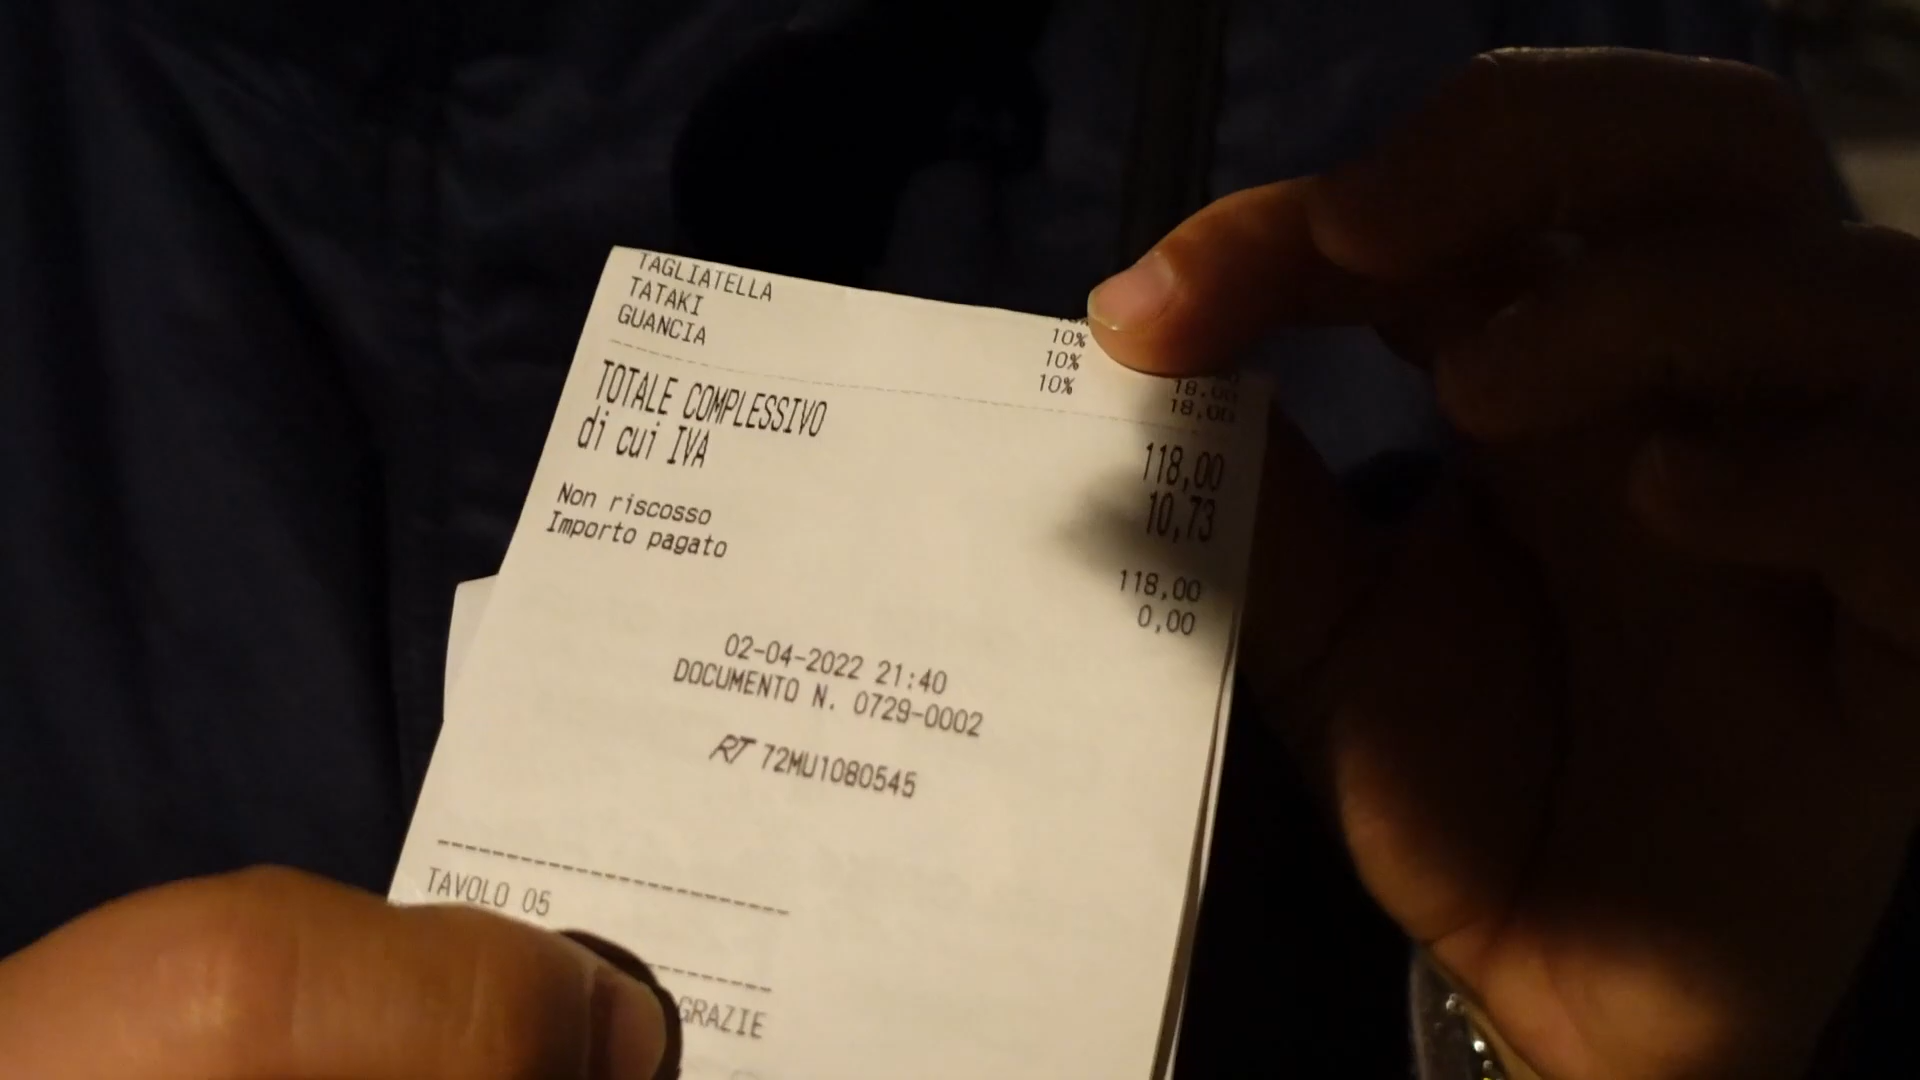 TAGLIATELLA
TATAKI 10%
GUANCIA 10% 18,00
10% 18,00
TOTALE COMPLESSIVO 118,00
di cui IVA 10,73
Non riscosso 118,00
Importo pagato 0,00
02-04-2022 21:40
DOCUMENTO N. 0729-0002
RT 72MU1080545
TAVOLO 05
GRAZIE